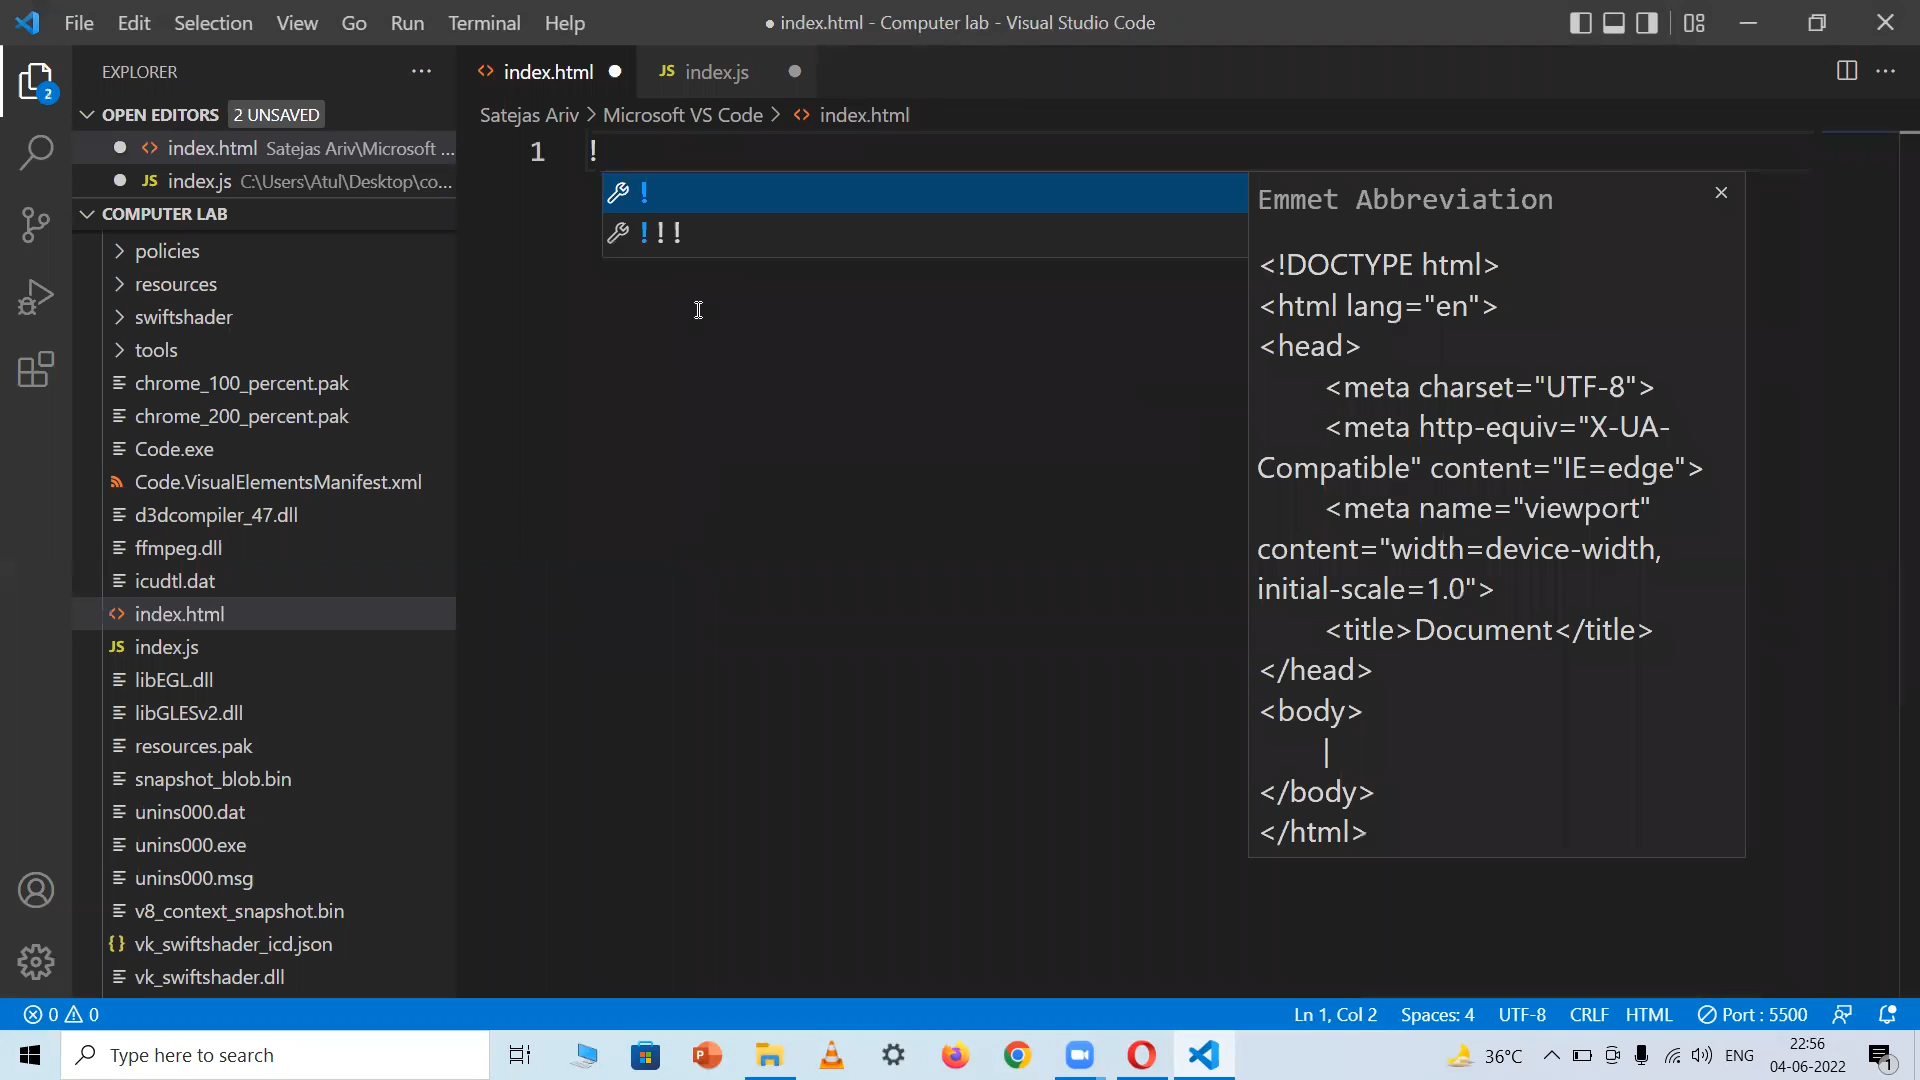 File Edit Selection View Go Run Terminal Help
● index.html - Computer lab - Visual Studio Code
EXPLORER
OPEN EDITORS 2 UNSAVED
index.html Satejas Ariv\Microsoft ...
JS index.js C:\Users\Atul\Desktop\co...
COMPUTER LAB
policies
resources
swiftshader
tools
chrome_100_percent.pak
chrome_200_percent.pak
Code.exe
Code.VisualElementsManifest.xml
d3dcompiler_47.dll
ffmpeg.dll
icudtl.dat
<> index.html
JS index.js
libEGL.dll
libGLESv2.dll
resources.pak
snapshot_blob.bin
unins000.dat
unins000.exe
unins000.msg
v8_context_snapshot.bin
{} vk_swiftshader_icd.json
vk_swiftshader.dll
2
<> index.html ● JS index.js ●
Satejas Ariv > Microsoft VS Code > <> index.html
1 !
!
!!!
Emmet Abbreviation
<!DOCTYPE html>
<html lang="en">
<head>
<meta charset="UTF-8">
<meta http-equiv="X-UA-
Compatible" content="IE=edge">
<meta name="viewport"
content="width=device-width,
initial-scale=1.0">
<title>Document</title>
</head>
<body>
|
</body>
</html>
0 0 Ln 1, Col 2 Spaces: 4 UTF-8 CRLF HTML Port : 5500
Type here to search
36°C ENG
22:56
04-06-2022
1